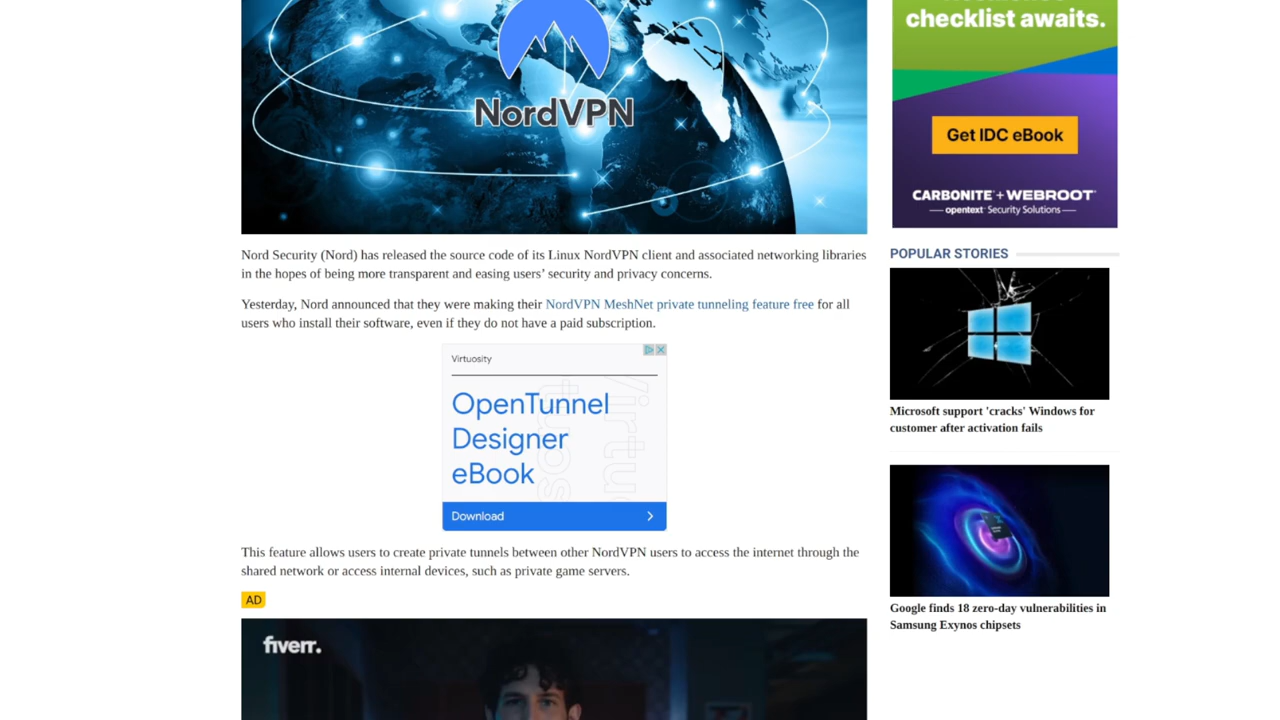 NordVPN
Nord Security (Nord) has released the source code of its Linux NordVPN client and associated networking libraries
in the hopes of being more transparent and easing users’ security and privacy concerns.
Yesterday, Nord announced that they were making their NordVPN MeshNet private tunneling feature free for all
users who install their software, even if they do not have a paid subscription.
Virtuosity
OpenTunnel
Designer
eBook
Download
This feature allows users to create private tunnels between other NordVPN users to access the internet through the
shared network or access internal devices, such as private game servers.
AD
fiverr.
checklist awaits.
Get IDC eBook
CARBONITE + WEBROOT
opentext Security Solutions
POPULAR STORIES
Microsoft support 'cracks' Windows for
customer after activation fails
Google finds 18 zero-day vulnerabilities in
Samsung Exynos chipsets